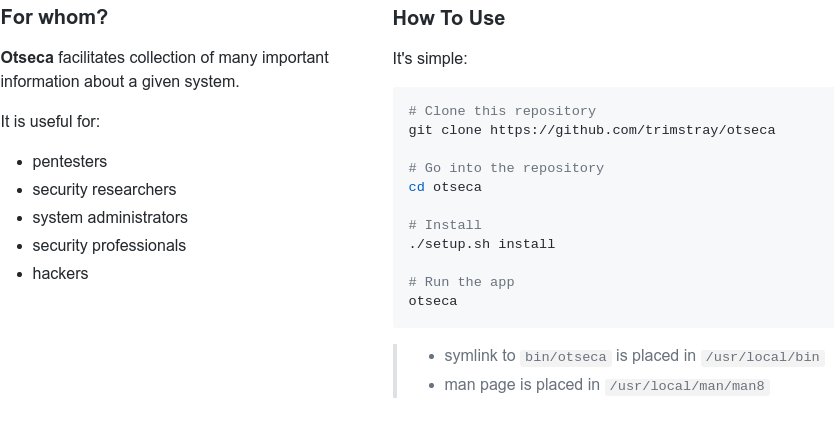 For whom?
Otseca facilitates collection of many important
information about a given system.
It is useful for:
pentesters
security researchers
system administrators
security professionals
hackers
How To Use
It's simple:
# Clone this repository
git clone https://github.com/trimstray/otseca
# Go into the repository
cd otseca
# Install
./setup.sh install
# Run the app
otseca
symlink to bin/otseca is placed in /usr/local/bin
man page is placed in /usr/local/man/man8